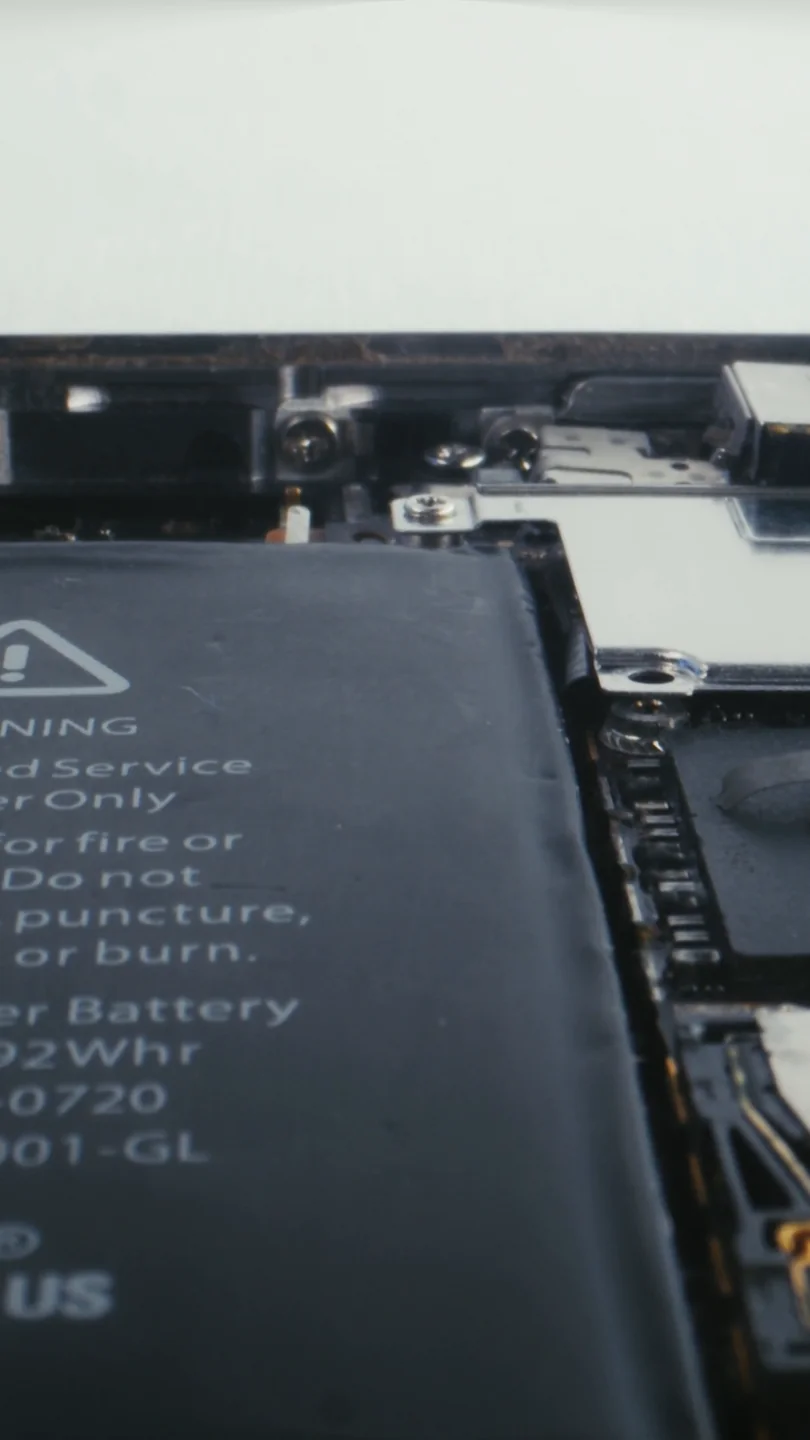 !
NING
d Service
er Only
for fire or
Do not
puncture,
or burn.
er Battery
92Whr
-0720
001-GL
®
US